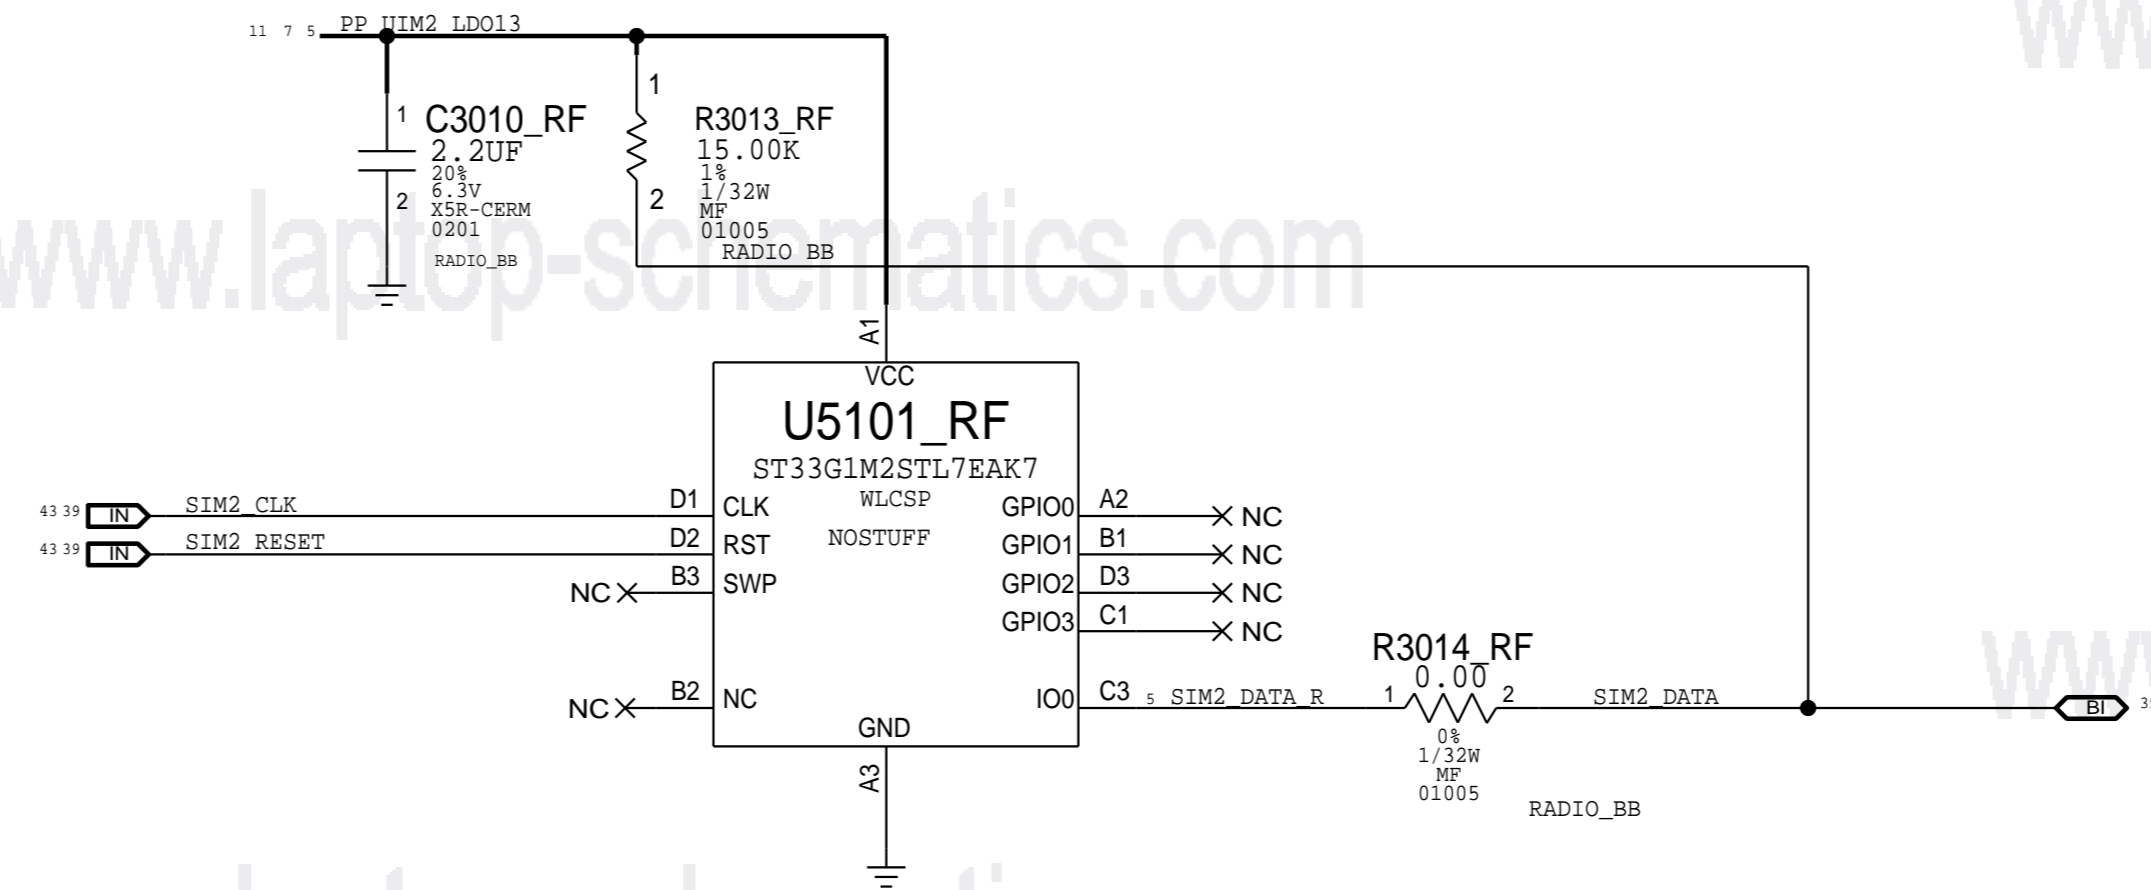 11 7 5 PP_UIM2_LDO13
1
C3010_RF
2.2UF
20%
6.3V
X5R-CERM
0201
RADIO_BB
2
1
R3013_RF
15.00K
1%
1/32W
MF
01005
RADIO_BB
2
www.laptop-schematics.com
A1
VCC
U5101_RF
ST33G1M2STL7EAK7
WLCSP
NOSTUFF
43 39 IN SIM2_CLK D1 CLK
43 39 IN SIM2_RESET D2 RST
NC B3 SWP
NC B2 NC
GPIO0 A2 NC
GPIO1 B1 NC
GPIO2 D3 NC
GPIO3 C1 NC
R3014_RF
0.00
IO0 C3 5 SIM2_DATA_R 1 2 SIM2_DATA BI
0%
1/32W
MF
01005
RADIO_BB
GND
A3